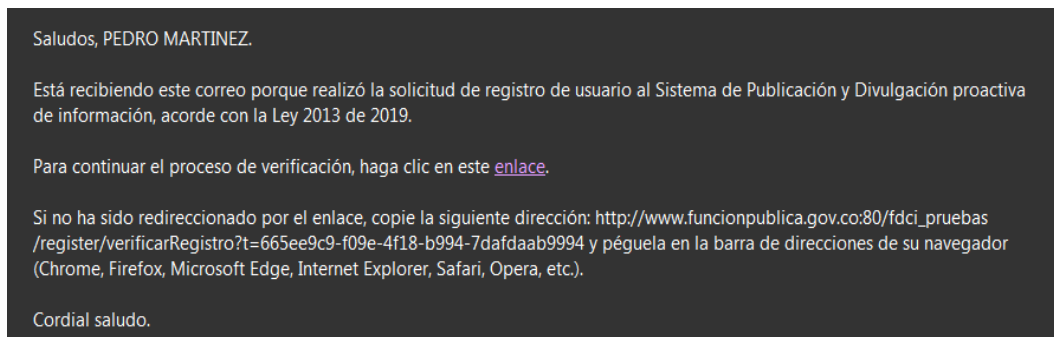 Saludos, PEDRO MARTINEZ.
Está recibiendo este correo porque realizó la solicitud de registro de usuario al Sistema de Publicación y Divulgación proactiva
de información, acorde con la Ley 2013 de 2019.
Para continuar el proceso de verificación, haga clic en este enlace.
Si no ha sido redireccionado por el enlace, copie la siguiente dirección: http://www.funcionpublica.gov.co:80/fdci_pruebas
/register/verificarRegistro?t=665ee9c9-f09e-4f18-b994-7dafdaab9994 y péguela en la barra de direcciones de su navegador
(Chrome, Firefox, Microsoft Edge, Internet Explorer, Safari, Opera, etc.).
Cordial saludo.